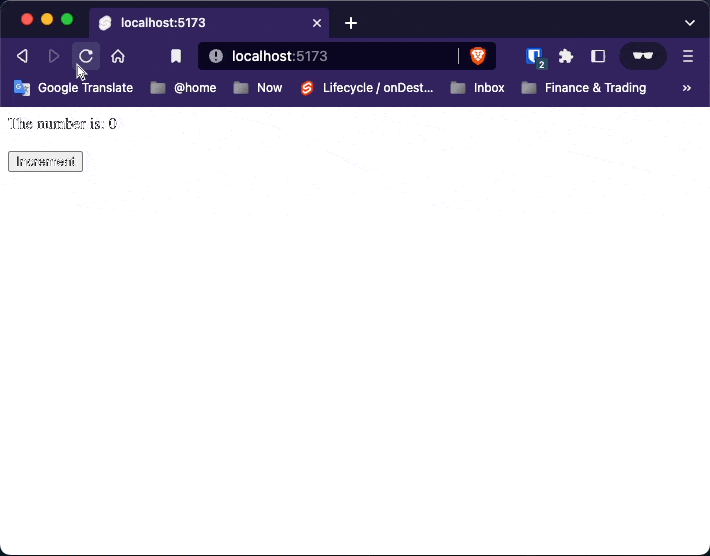 localhost:5173
localhost:5173
2
Google Translate
@home
Now
Lifecycle / onDest...
Inbox
Finance & Trading
»
The number is: 0
Increment